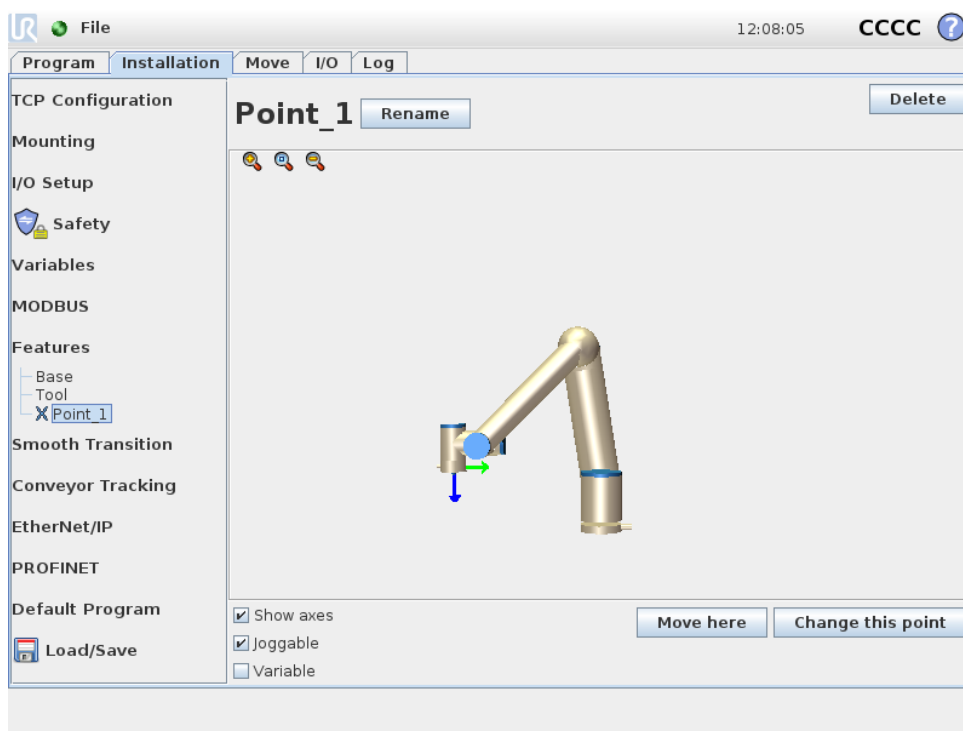 UR File 12:08:05 CCCC ?
Program Installation Move I/O Log
TCP Configuration
Mounting
I/O Setup
Safety
Variables
MODBUS
Features
Base
Tool
Point_1
Smooth Transition
Conveyor Tracking
EtherNet/IP
PROFINET
Default Program
Load/Save
Point_1 Rename Delete
Show axes
Joggable
Variable
Move here Change this point